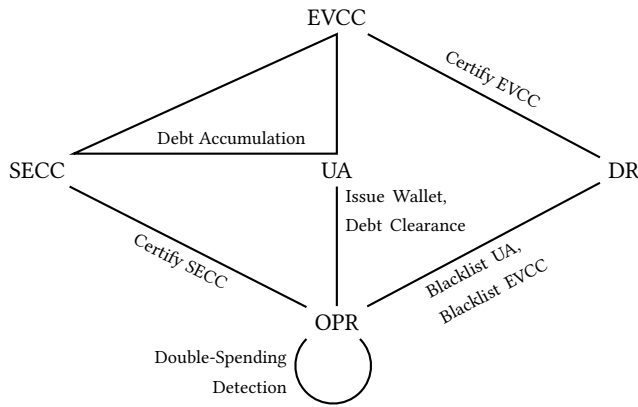 EVCC
Certify EVCC
Debt Accumulation
SECC
UA
DR
Issue Wallet,
Debt Clearance
Certify SECC
Blacklist UA,
Blacklist EVCC
OPR
Double-Spending
Detection